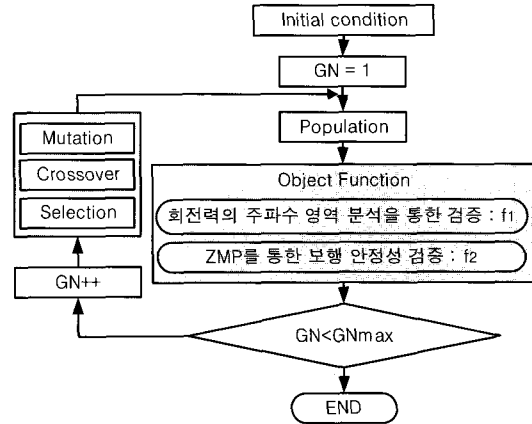 Initial condition
GN = 1
Population
Mutation
Crossover
Selection
Object Function
회전력의 주파수 영역 분석을 통한 검증 : f1
ZMP를 통한 보행 안정성 검증 : f2
GN++
GN<GNmax
END